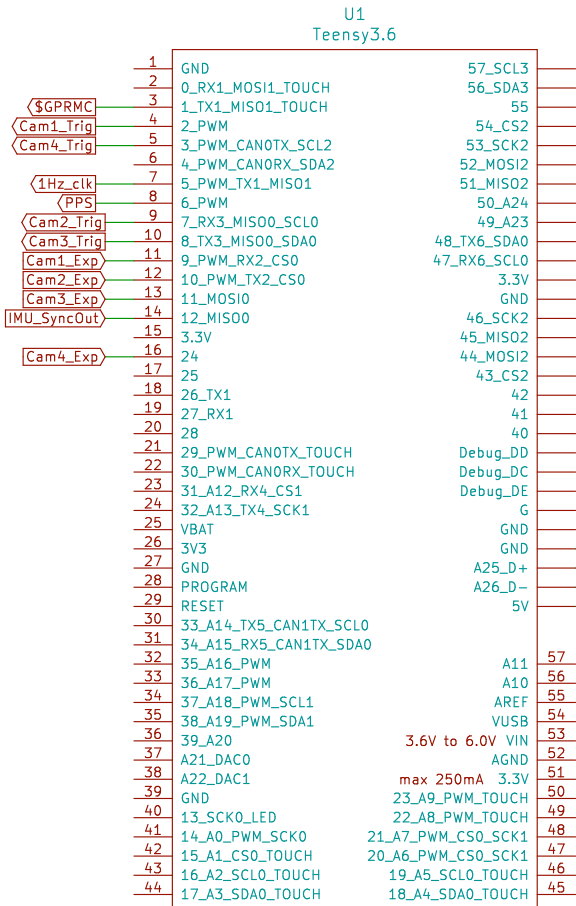 U1
Teensy3.6
1 GND 57_SCL3
2 0_RX1_MOSI1_TOUCH 56_SDA3
$GPRMC 3 1_TX1_MISO1_TOUCH 55
Cam1_Trig 4 2_PWM 54_CS2
Cam4_Trig 5 3_PWM_CAN0TX_SCL2 53_SCK2
6 4_PWM_CAN0RX_SDA2 52_MOSI2
1Hz_clk 7 5_PWM_TX1_MISO1 51_MISO2
PPS 8 6_PWM 50_A24
Cam2_Trig 9 7_RX3_MISO0_SCL0 49_A23
Cam3_Trig 10 8_TX3_MISO0_SDA0 48_TX6_SDA0
Cam1_Exp 11 9_PWM_RX2_CS0 47_RX6_SCL0
Cam2_Exp 12 10_PWM_TX2_CS0 3.3V
Cam3_Exp 13 11_MOSI0 GND
IMU_SyncOut 14 12_MISO0 46_SCK2
15 3.3V 45_MISO2
Cam4_Exp 16 24 44_MOSI2
17 25 43_CS2
18 26_TX1 42
19 27_RX1 41
20 28 40
21 29_PWM_CAN0TX_TOUCH Debug_DD
22 30_PWM_CAN0RX_TOUCH Debug_DC
23 31_A12_RX4_CS1 Debug_DE
24 32_A13_TX4_SCK1 G
25 VBAT GND
26 3V3 GND
27 GND A25_D+
28 PROGRAM A26_D-
29 RESET 5V
30 33_A14_TX5_CAN1TX_SCL0
31 34_A15_RX5_CAN1TX_SDA0
32 35_A16_PWM A11 57
33 36_A17_PWM A10 56
34 37_A18_PWM_SCL1 AREF 55
35 38_A19_PWM_SDA1 VUSB 54
36 39_A20 3.6V to 6.0V VIN 53
37 A21_DAC0 AGND 52
38 A22_DAC1 max 250mA 3.3V 51
39 GND 23_A9_PWM_TOUCH 50
40 13_SCK0_LED 22_A8_PWM_TOUCH 49
41 14_A0_PWM_SCK0 21_A7_PWM_CS0_SCK1 48
42 15_A1_CS0_TOUCH 20_A6_PWM_CS0_SCK1 47
43 16_A2_SCL0_TOUCH 19_A5_SCL0_TOUCH 46
44 17_A3_SDA0_TOUCH 18_A4_SDA0_TOUCH 45